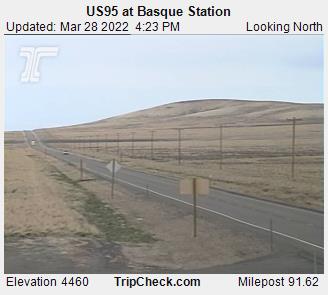 US95 at Basque Station
Updated: Mar 28 2022 4:23 PM Looking North
Elevation 4460 TripCheck.com Milepost 91.62